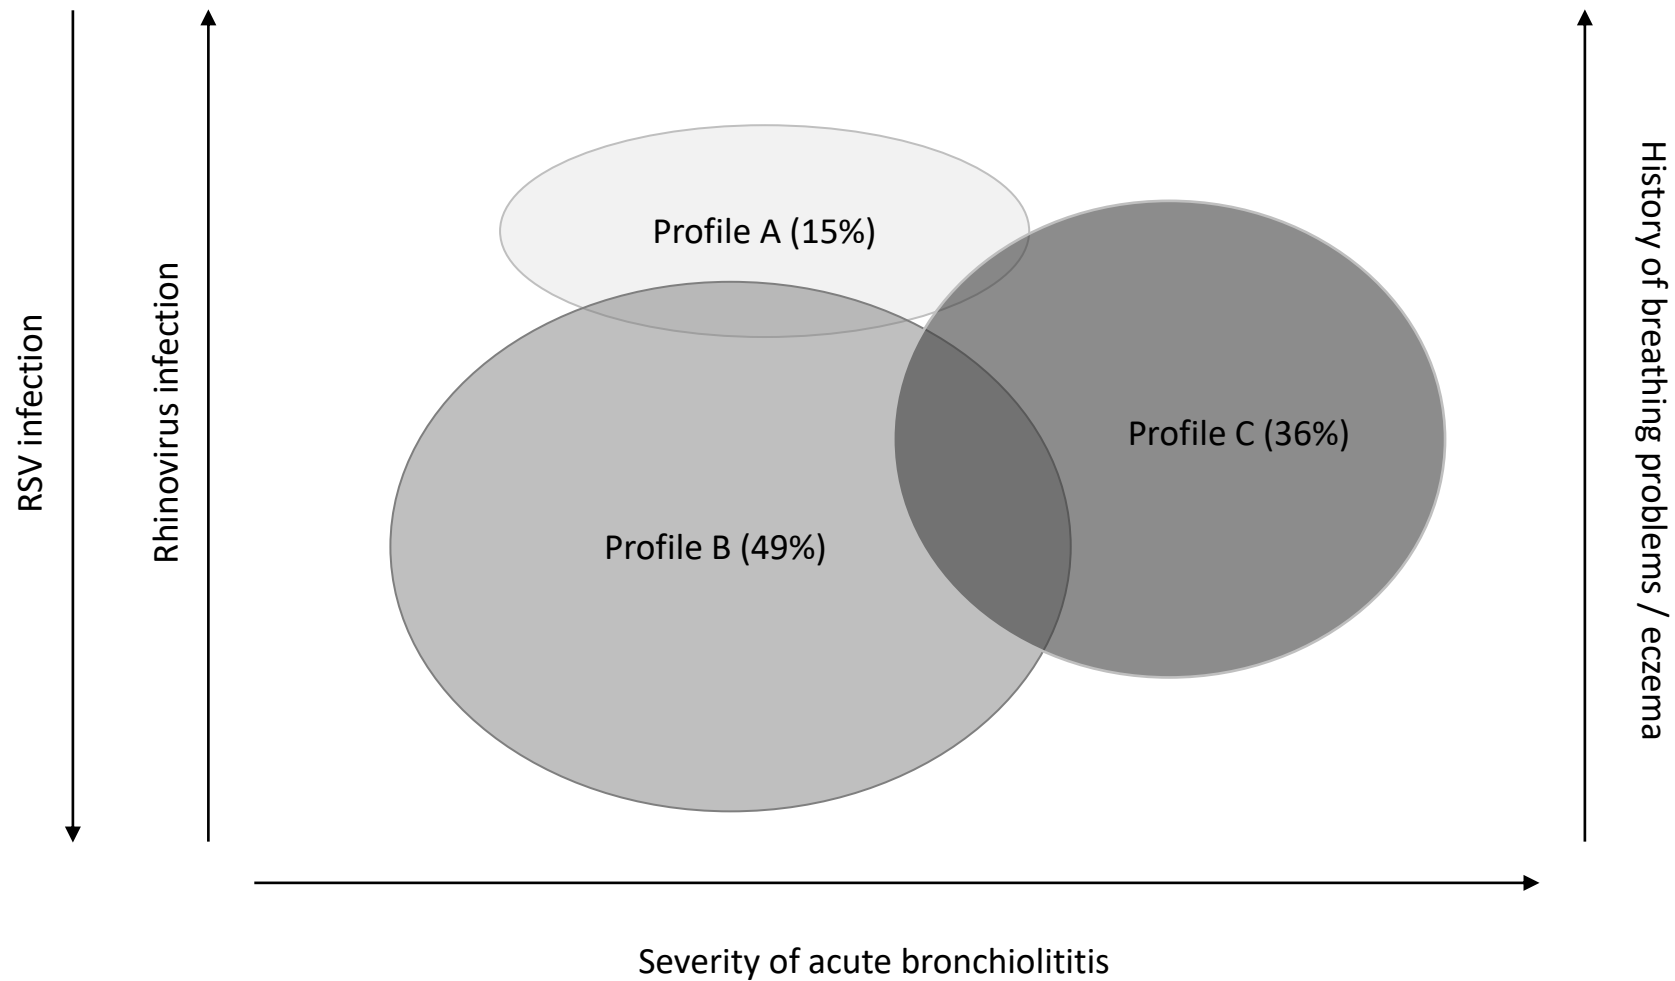 RSV infection
Rhinovirus infection
Profile A (15%)
Profile B (49%)
Profile C (36%)
History of breathing problems / eczema
Severity of acute bronchiolititis